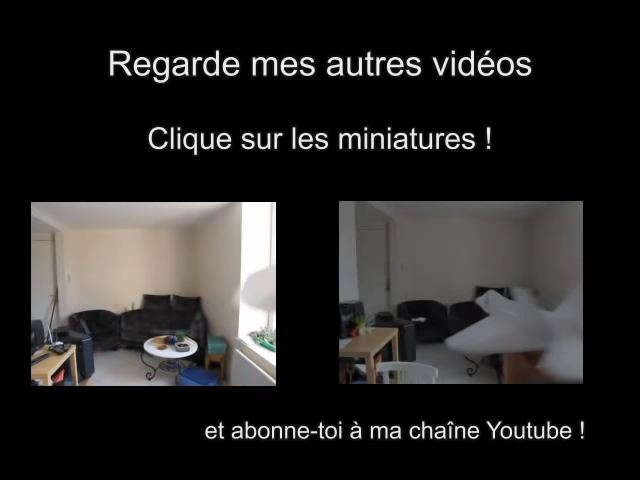 Regarde mes autres vidéos
Clique sur les miniatures !
et abonne-toi à ma chaîne Youtube !